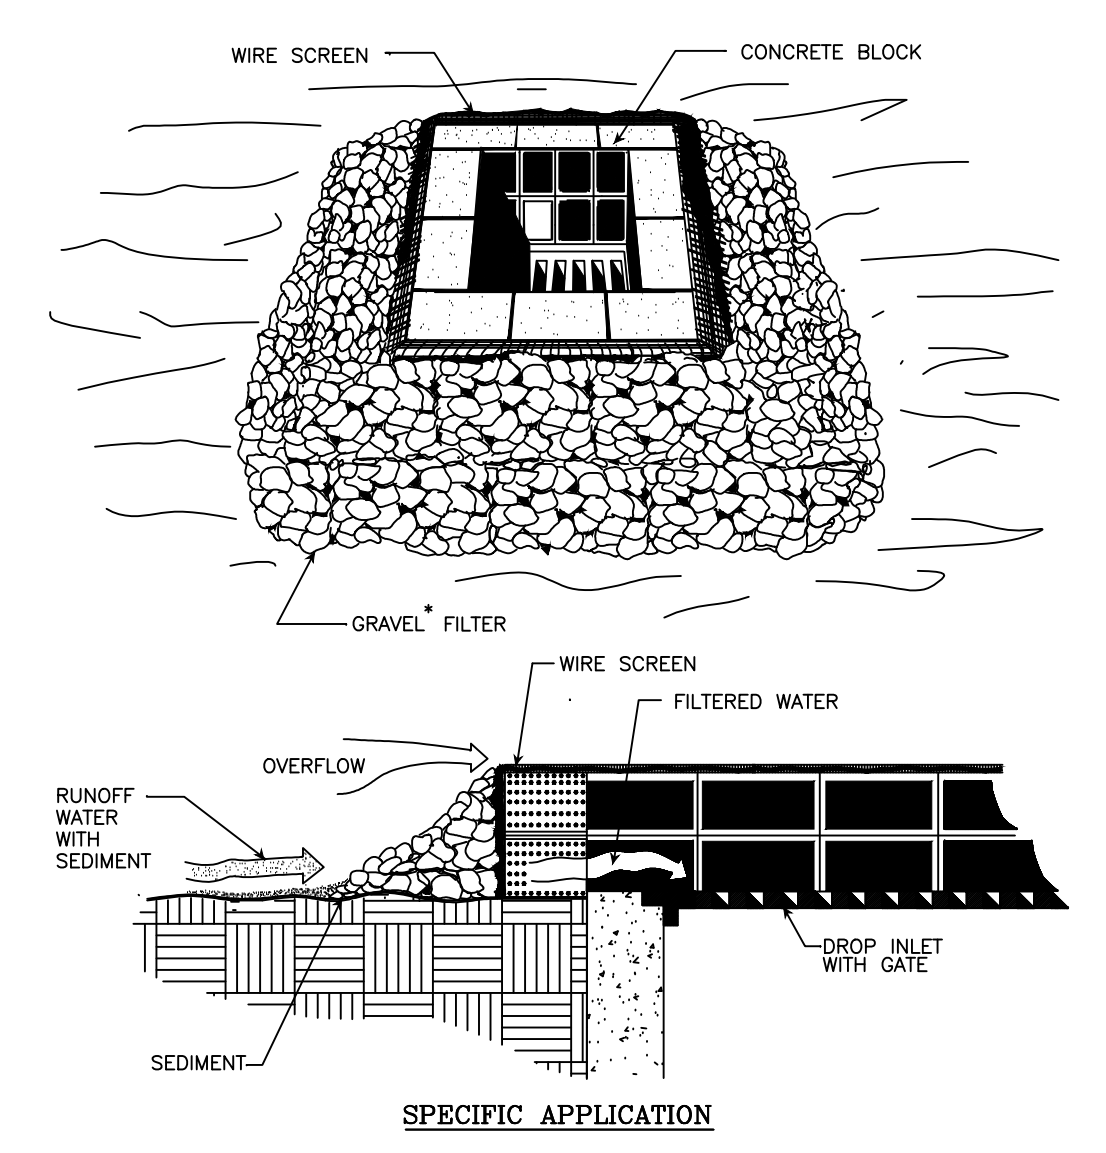 WIRE SCREEN
CONCRETE BLOCK
GRAVEL* FILTER
WIRE SCREEN
FILTERED WATER
OVERFLOW
RUNOFF
WATER
WITH
SEDIMENT
DROP INLET
WITH GATE
SEDIMENT
SPECIFIC APPLICATION